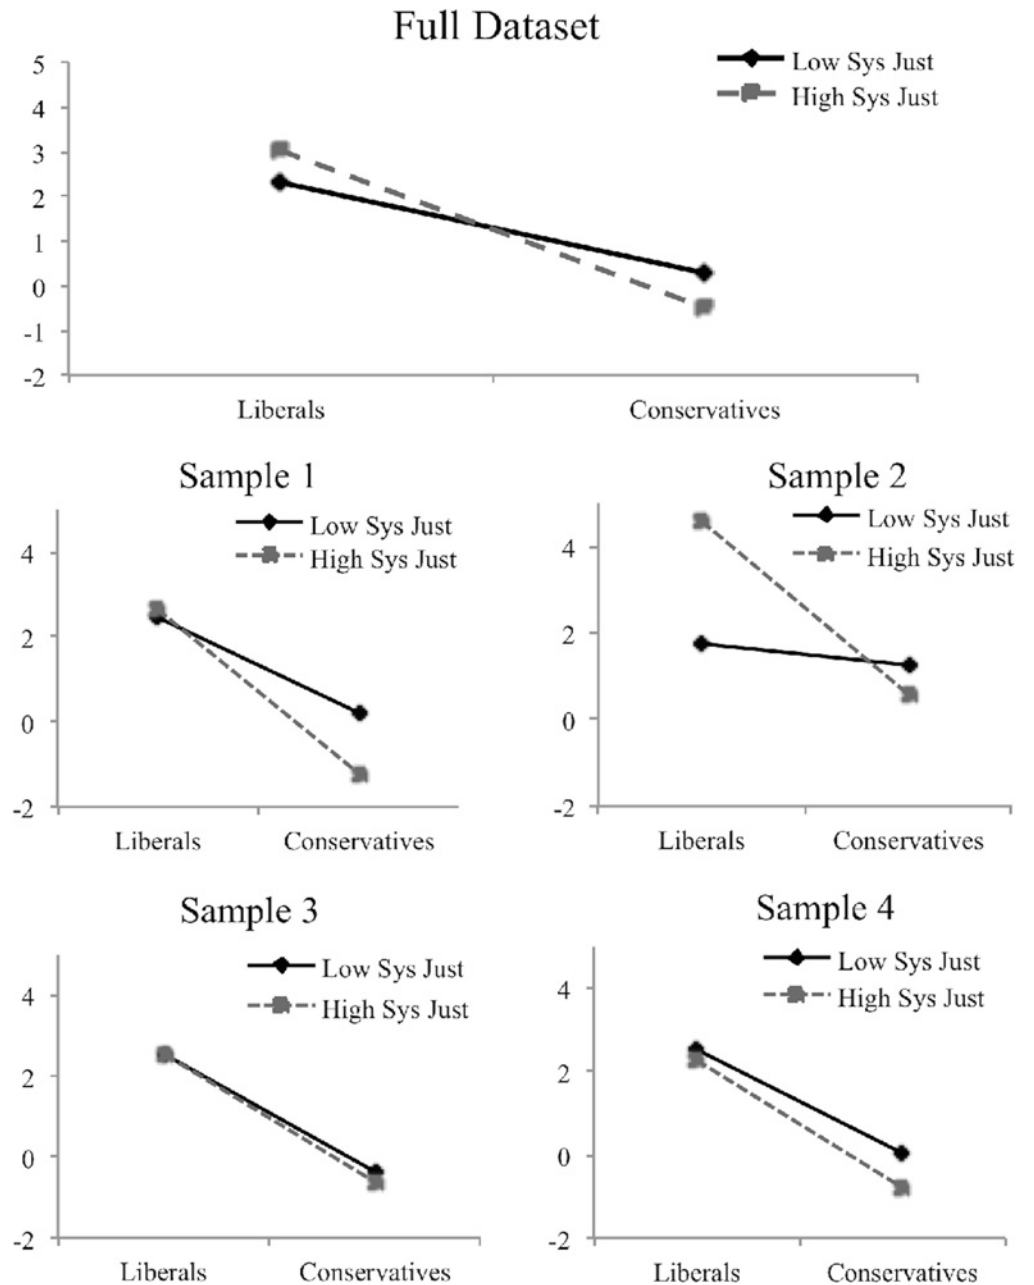 Full Dataset
5
4
3
2
1
0
-1
-2
Low Sys Just
High Sys Just
Liberals
Conservatives
Sample 1
4
2
0
-2
Low Sys Just
High Sys Just
Liberals
Conservatives
Sample 2
4
2
0
-2
Low Sys Just
High Sys Just
Liberals
Conservatives
Sample 3
4
2
0
-2
Low Sys Just
High Sys Just
Liberals
Conservatives
Sample 4
4
2
0
-2
Low Sys Just
High Sys Just
Liberals
Conservatives